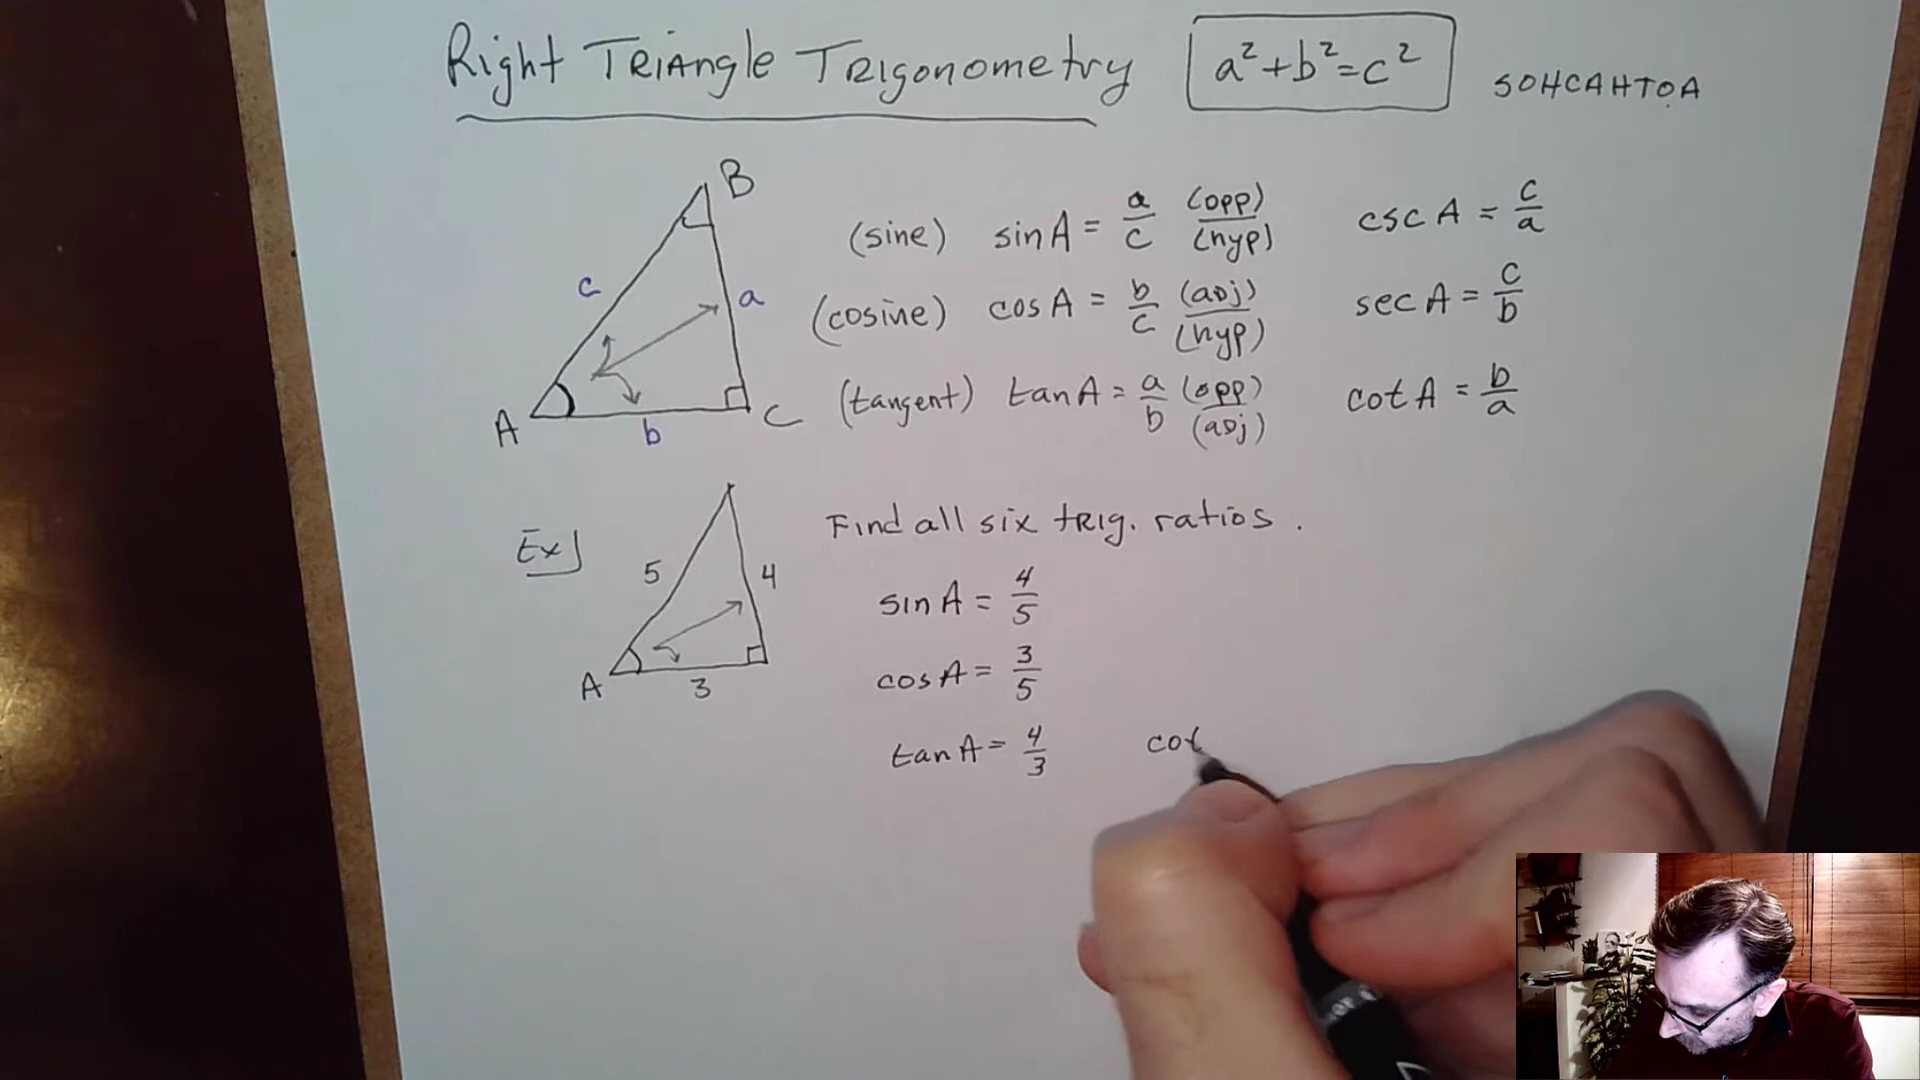 Right Triangle Trigonometry a²+b²=c² SOHCAHTOA
B
c
a
A
b
C
(sine) sin A = a/c (opp)/(hyp) csc A = c/a
(cosine) cos A = b/c (adj)/(hyp) sec A = c/b
(tangent) tan A = a/b (opp)/(adj) cot A = b/a
Ex]
5
4
A
3
Find all six trig. ratios.
sin A = 4/5
cos A = 3/5
tan A = 4/3 cot